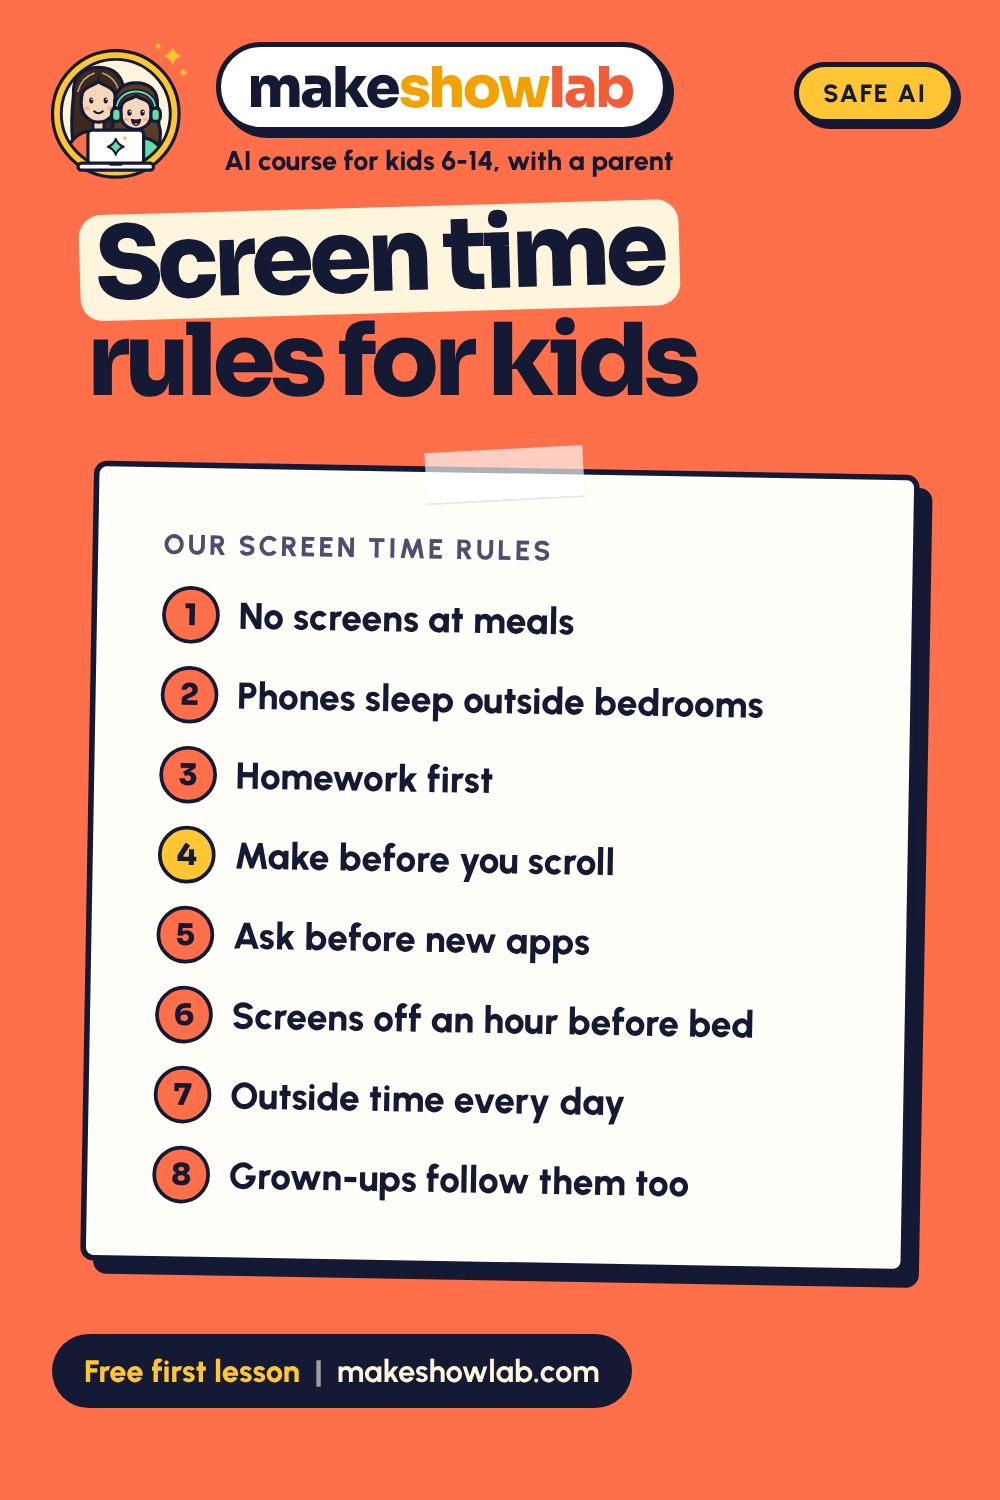 makeshowlab
SAFE AI
AI course for kids 6-14, with a parent
Screen time
rules for kids
OUR SCREEN TIME RULES
1 No screens at meals
2 Phones sleep outside bedrooms
3 Homework first
4 Make before you scroll
5 Ask before new apps
6 Screens off an hour before bed
7 Outside time every day
8 Grown-ups follow them too
Free first lesson | makeshowlab.com